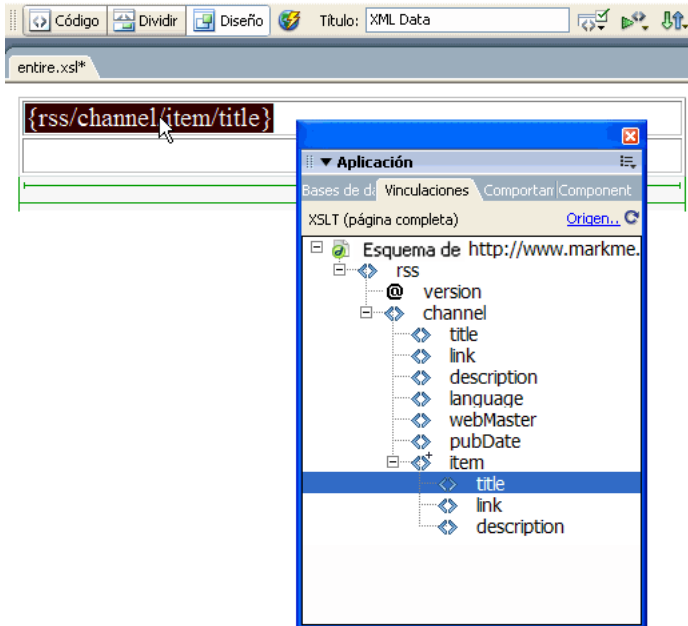 Código Dividir Diseño Título: XML Data
entire.xsl*
{rss/channel/item/title}
Aplicación
Bases de da Vinculaciones Comportam Component
XSLT (página completa) Origen..
Esquema de http://www.markme.
rss
@ version
channel
title
link
description
language
webMaster
pubDate
item
title
link
description